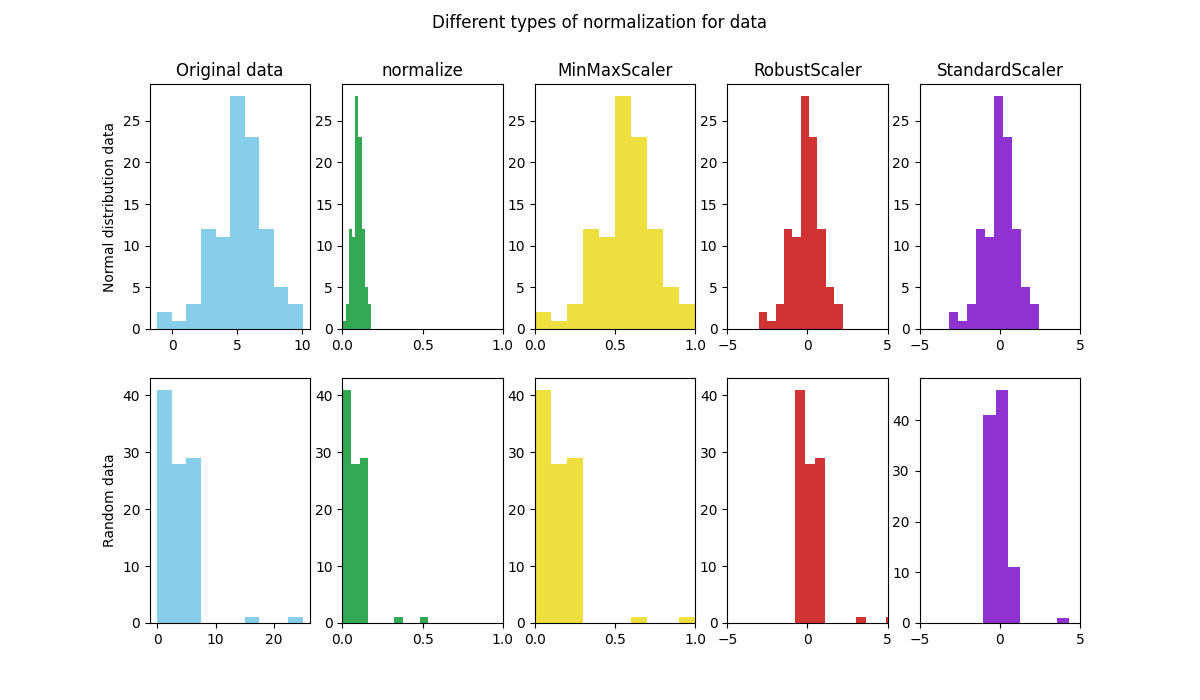 Different types of normalization for data
Original data normalize MinMaxScaler RobustScaler StandardScaler
Normal distribution data
25 20 15 10 5 0
0 5 10
25 20 15 10 5 0
0.0 0.5 1.0
25 20 15 10 5 0
0.0 0.5 1.0
25 20 15 10 5 0
−5 0 5
25 20 15 10 5 0
−5 0 5
Random data
40 30 20 10 0
0 10 20
40 30 20 10 0
0.0 0.5 1.0
40 30 20 10 0
0.0 0.5 1.0
40 30 20 10 0
−5 0 5
40 30 20 10 0
−5 0 5